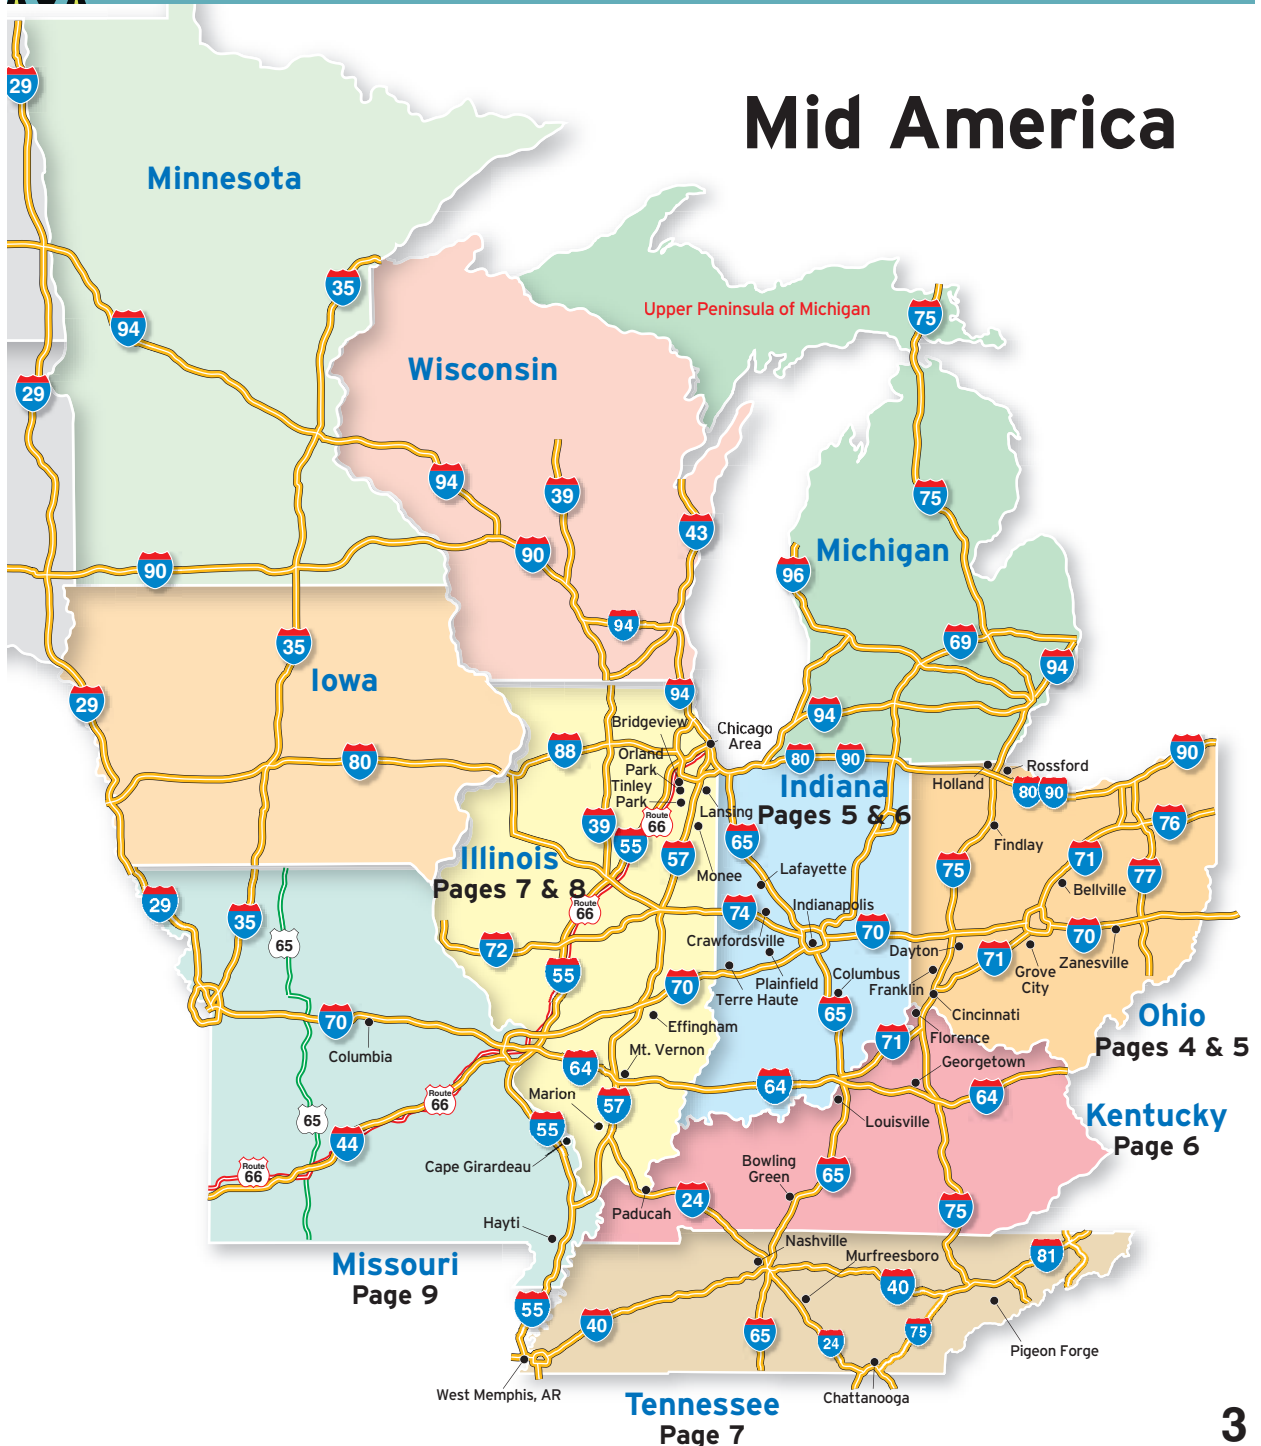 Mid America
29
Minnesota
35
Upper Peninsula of Michigan
75
94
Wisconsin
29
94
39
75
43
Michigan
90
90
96
94
69
35
94
Iowa
29
94
94
Bridgeview
Chicago
Area
88
Orland
Park
80
80
90
90
Indiana
Pages 5 & 6
Holland
Rossford
Tinley
Park
80
90
Lansing
39
Route
66
76
55
65
Findlay
Illinois
Pages 7 & 8
57
Monee
Lafayette
75
71
77
Bellville
29
35
Route
66
74
Indianapolis
65
72
Crawfordsville
70
Dayton
70
71
Zanesville
55
70
Plainfield
Terre Haute
Columbus
Franklin
Grove
City
70
Columbia
Effingham
65
Cincinnati
Ohio
Pages 4 & 5
71
Florence
Mt. Vernon
Georgetown
64
64
64
Route
66
Marion
57
65
44
55
Louisville
Kentucky
Page 6
Route
66
Cape Girardeau
Bowling
Green
65
24
Paducah
75
Hayti
Nashville
Murfreesboro
81
Missouri
Page 9
40
55
40
65
24
75
Pigeon Forge
West Memphis, AR
Chattanooga
Tennessee
Page 7
3